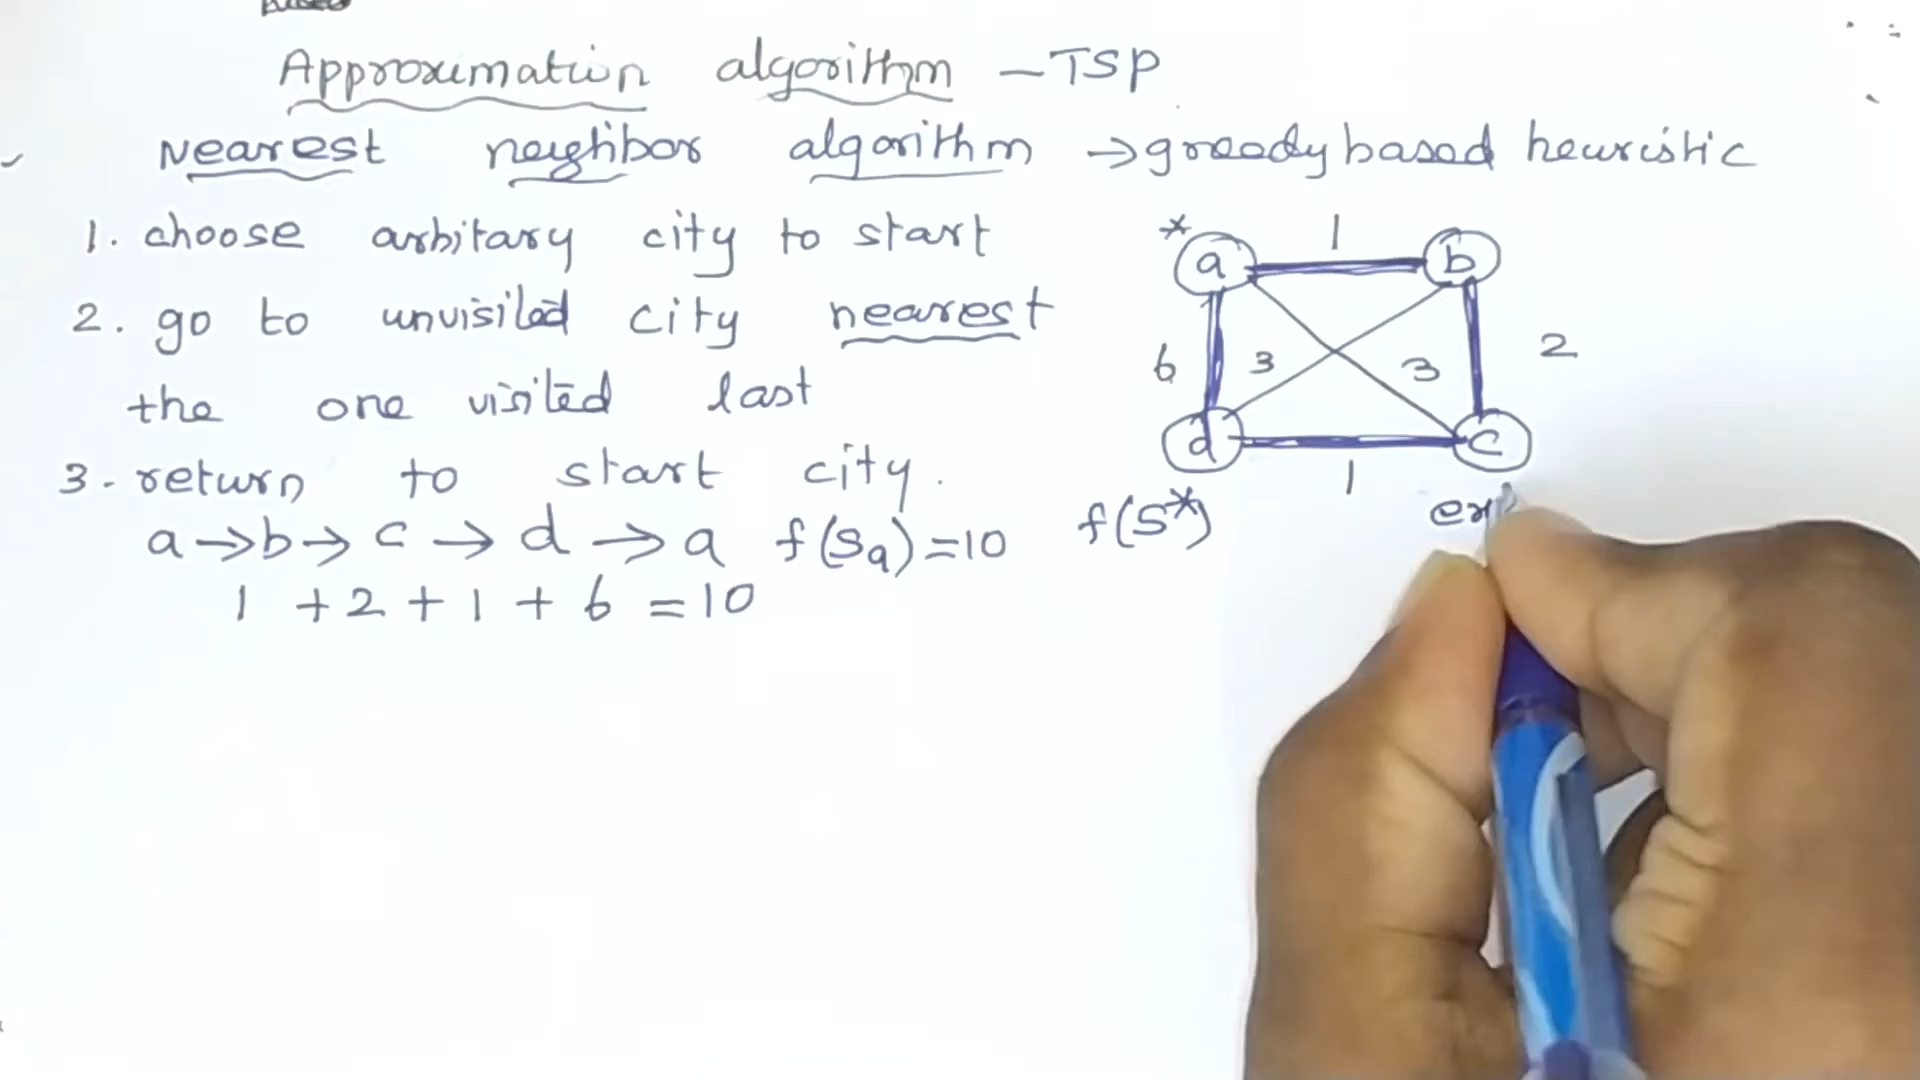 Approximation algorithm - TSP
Nearest neighbor algorithm → greedy based heuristic
1. choose arbitary city to start
2. go to unvisited city nearest
the one visited last
3. return to start city.
a → b → c → d → a f(Sa) = 10
1 + 2 + 1 + 6 = 10
* a 1 b
6 3 3 2
d 1 c
f(S*)